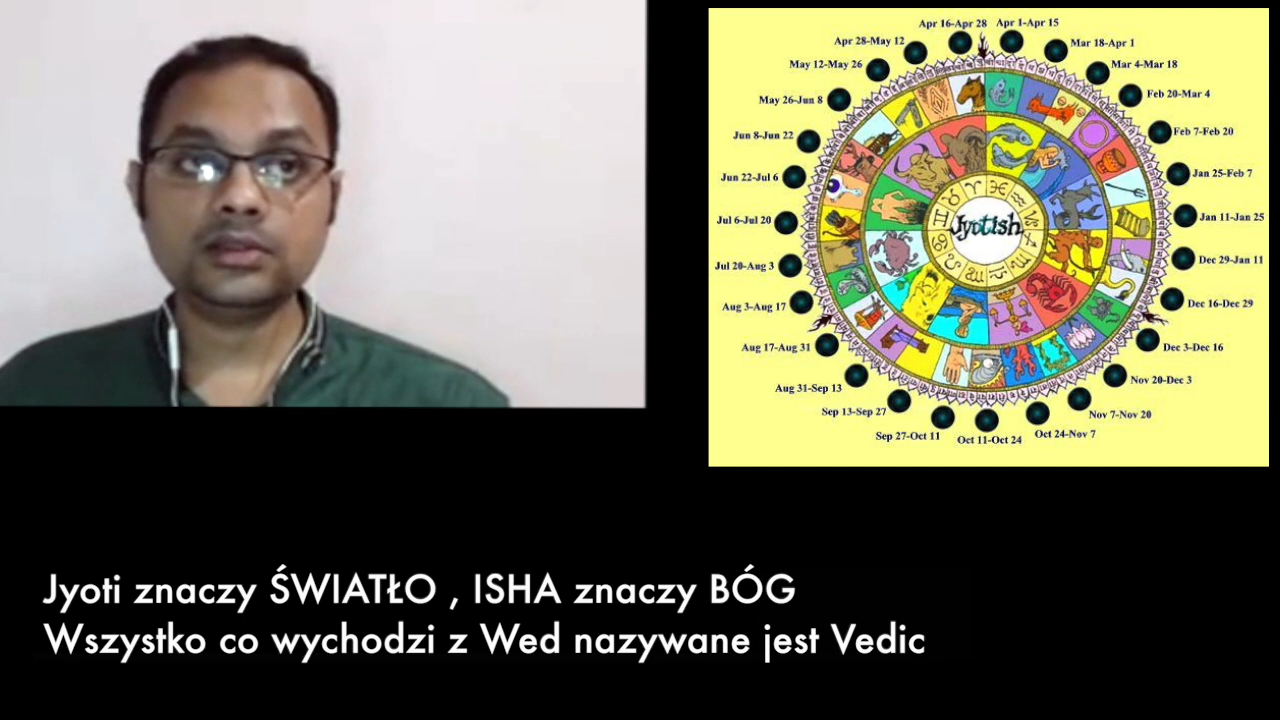 Apr 16-Apr 28
Apr 1-Apr 15
Apr 28-May 12
Mar 18-Apr 1
May 12-May 26
Mar 4-Mar 18
May 26-Jun 8
Feb 20-Mar 4
Jun 8-Jun 22
Feb 7-Feb 20
Jun 22-Jul 6
Jan 25-Feb 7
Jul 6-Jul 20
Jan 11-Jan 25
Jyotish
Jul 20-Aug 3
Dec 29-Jan 11
Aug 3-Aug 17
Dec 16-Dec 29
Aug 17-Aug 31
Dec 3-Dec 16
Aug 31-Sep 13
Nov 20-Dec 3
Sep 13-Sep 27
Nov 7-Nov 20
Sep 27-Oct 11
Oct 11-Oct 24
Oct 24-Nov 7
Jyoti znaczy ŚWIATŁO , ISHA znaczy BÓG
Wszystko co wychodzi z Wed nazywane jest Vedic